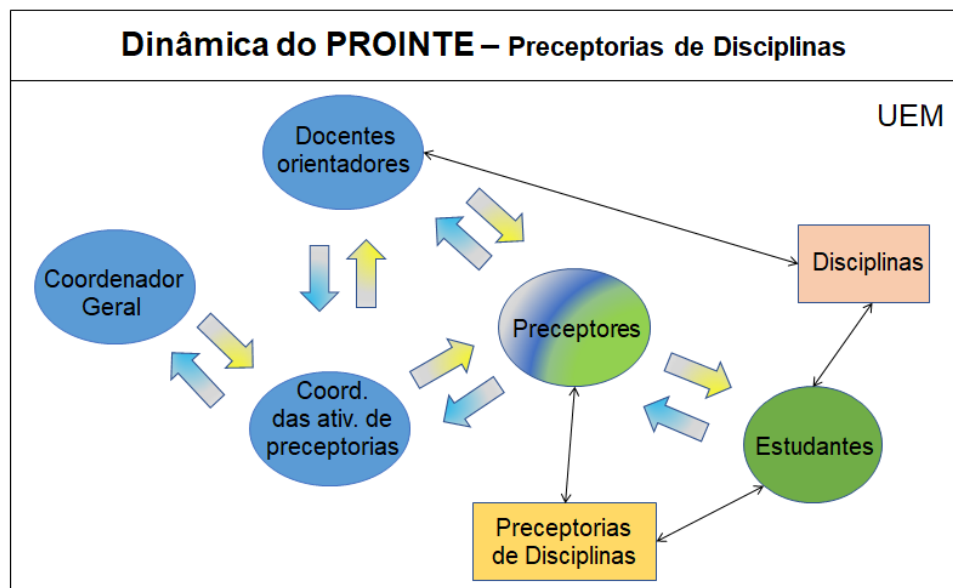 Dinâmica do PROINTE – Preceptorias de Disciplinas
UEM
Docentes
orientadores
Disciplinas
Coordenador
Geral
Preceptores
Coord.
das ativ. de
preceptorias
Estudantes
Preceptorias
de Disciplinas